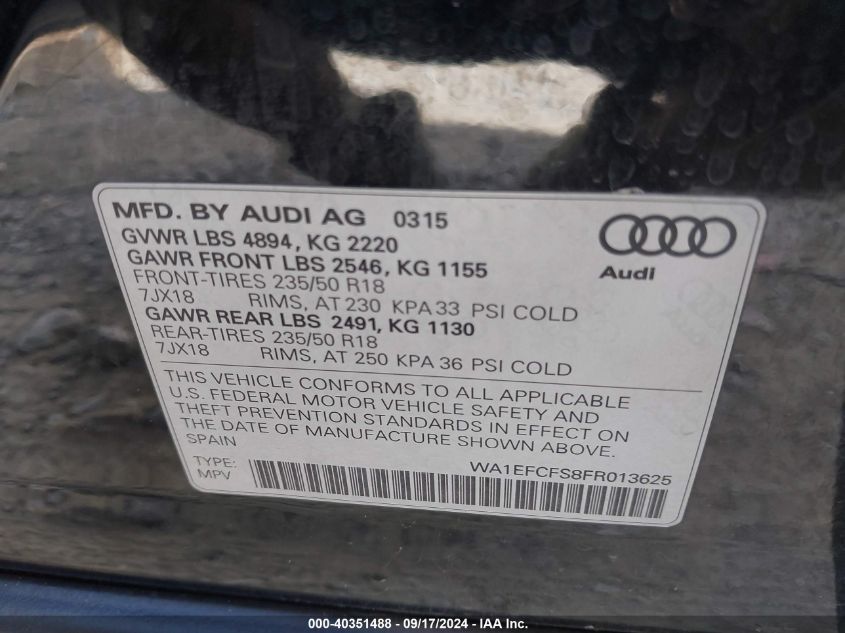 MFD. BY AUDI AG 0315
GVWR LBS 4894, KG 2220
GAWR FRONT LBS 2546, KG 1155
FRONT-TIRES 235/50 R18
7JX18 RIMS, AT 230 KPA 33 PSI COLD
GAWR REAR LBS 2491, KG 1130
REAR-TIRES 235/50 R18
7JX18 RIMS, AT 250 KPA 36 PSI COLD
Audi
THIS VEHICLE CONFORMS TO ALL APPLICABLE
U.S. FEDERAL MOTOR VEHICLE SAFETY AND
THEFT PREVENTION STANDARDS IN EFFECT ON
THE DATE OF MANUFACTURE SHOWN ABOVE.
SPAIN
WA1EFCFS8FR013625
TYPE:
MPV
000-40351488 - 09/17/2024 - IAA Holdings, LLC.